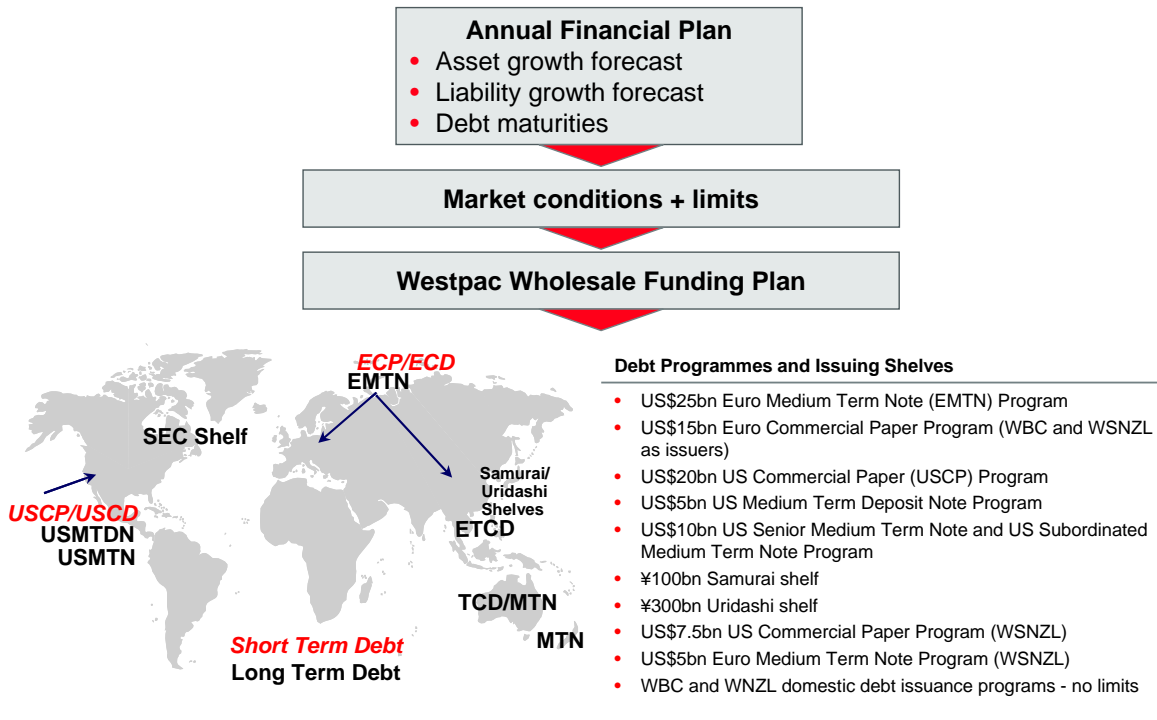 Annual Financial Plan
• Asset growth forecast
• Liability growth forecast
• Debt maturities
Market conditions + limits
Westpac Wholesale Funding Plan
ECP/ECD
EMTN
SEC Shelf
Samurai/
Uridashi
Shelves
USCP/USCD
USMTDN
USMTN
ETCD
TCD/MTN
MTN
Short Term Debt
Long Term Debt
Debt Programmes and Issuing Shelves
• US$25bn Euro Medium Term Note (EMTN) Program
• US$15bn Euro Commercial Paper Program (WBC and WSNZL
as issuers)
• US$20bn US Commercial Paper (USCP) Program
• US$5bn US Medium Term Deposit Note Program
• US$10bn US Senior Medium Term Note and US Subordinated
Medium Term Note Program
• ¥100bn Samurai shelf
• ¥300bn Uridashi shelf
• US$7.5bn US Commercial Paper Program (WSNZL)
• US$5bn Euro Medium Term Note Program (WSNZL)
• WBC and WNZL domestic debt issuance programs - no limits